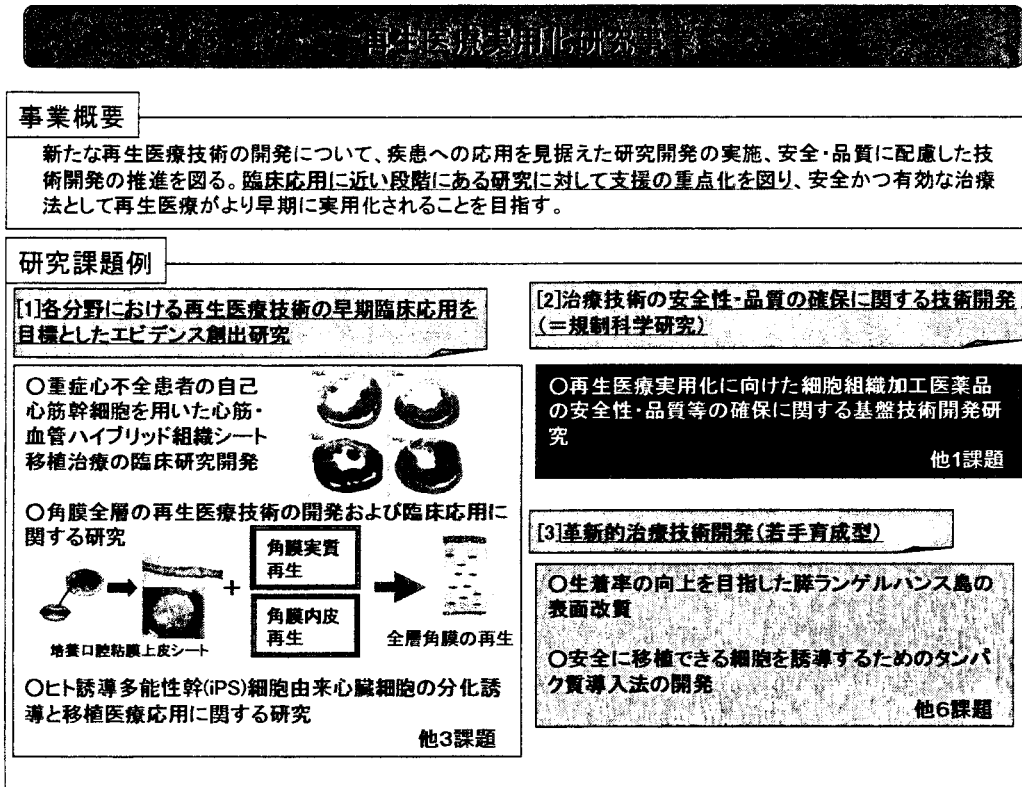 再生医療実用化研究事業
事業概要
新たな再生医療技術の開発について、疾患への応用を見据えた研究開発の実施、安全・品質に配慮した技
術開発の推進を図る。臨床応用に近い段階にある研究に対して支援の重点化を図り、安全かつ有効な治療
法として再生医療がより早期に実用化されることを目指す。
研究課題例
[1]各分野における再生医療技術の早期臨床応用を
目標としたエビデンス創出研究
○重症心不全患者の自己
心筋幹細胞を用いた心筋・
血管ハイブリッド組織シート
移植治療の臨床研究開発
○角膜全層の再生医療技術の開発および臨床応用に
関する研究
角膜実質
再生
+
角膜内皮
再生
培養口腔粘膜上皮シート
全層角膜の再生
○ヒト誘導多能性幹(iPS)細胞由来心臓細胞の分化誘
導と移植医療応用に関する研究
他3課題
[2]治療技術の安全性・品質の確保に関する技術開発
(=規制科学研究)
○再生医療実用化に向けた細胞組織加工医薬品
の安全性・品質等の確保に関する基盤技術開発研
究
他1課題
[3]革新的治療技術開発(若手育成型)
○生着率の向上を目指した膵ランゲルハンス島の
表面改質
○安全に移植できる細胞を誘導するためのタンパ
ク質導入法の開発
他6課題